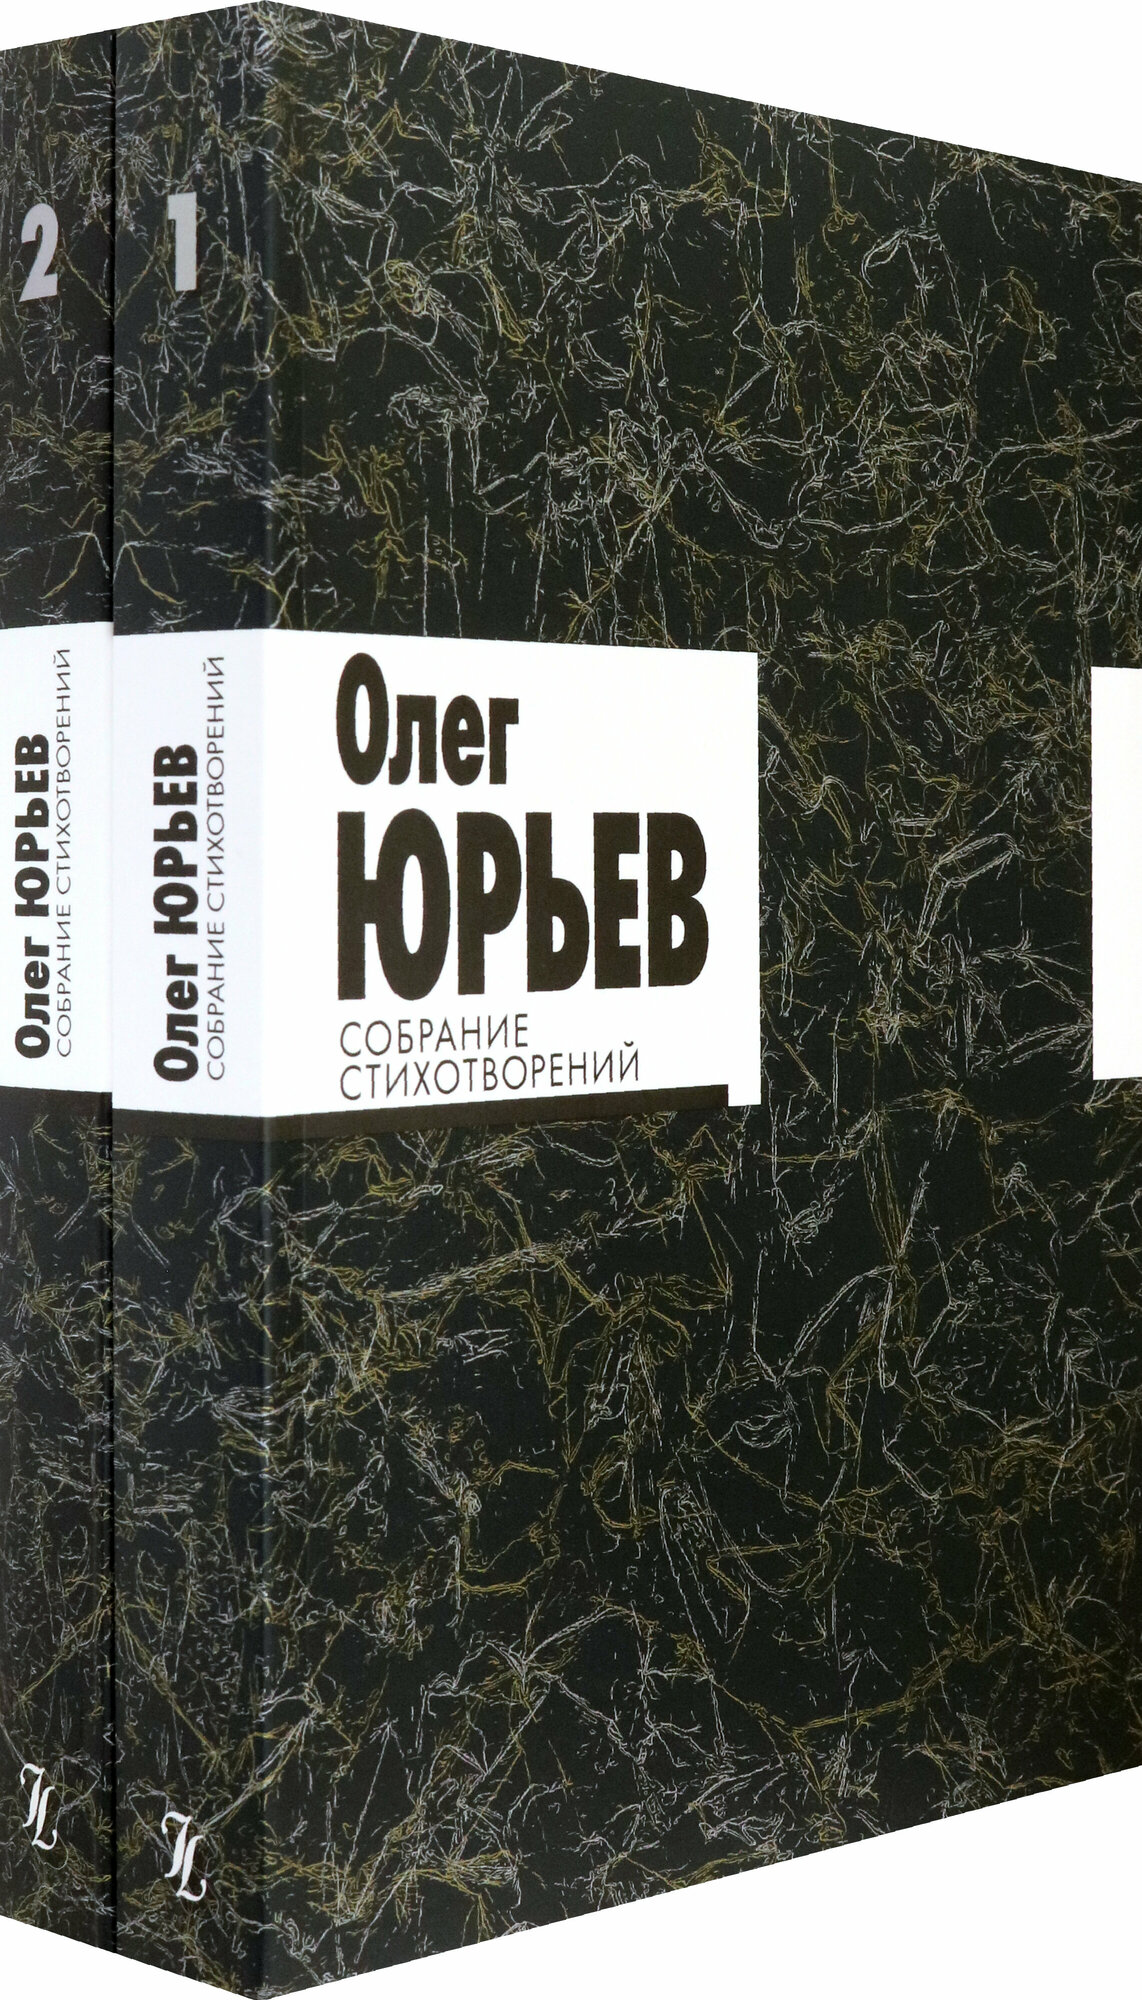 2
Олег ЮРЬЕВ
СОБРАНИЕ СТИХОТВОРЕНИЙ
1
Олег ЮРЬЕВ
СОБРАНИЕ СТИХОТВОРЕНИЙ
Олег
ЮРЬЕВ
СОБРАНИЕ
СТИХОТВОРЕНИЙ